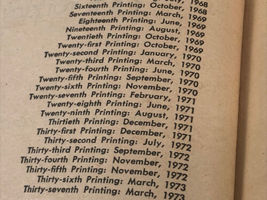 Sixteenth Printing: October, 1968
Seventeenth Printing: March, 1969
Eighteenth Printing: June, 1969
Nineteenth Printing: August, 1969
Twentieth Printing: October, 1969
Twenty-first Printing: October, 1969
Twenty-second Printing: January, 1970
Twenty-third Printing: March, 1970
Twenty-fourth Printing: June, 1970
Twenty-fifth Printing: September, 1970
Twenty-sixth Printing: November, 1970
Twenty-seventh Printing: February, 1971
Twenty-eighth Printing: June, 1971
Twenty-ninth Printing: August, 1971
Thirtieth Printing: December, 1971
Thirty-first Printing: December, 1971
Thirty-second Printing: July, 1972
Thirty-third Printing: September, 1972
Thirty-fourth Printing: November, 1972
Thirty-fifth Printing: November, 1972
Thirty-sixth Printing: March, 1973
Thirty-seventh Printing: March, 1973